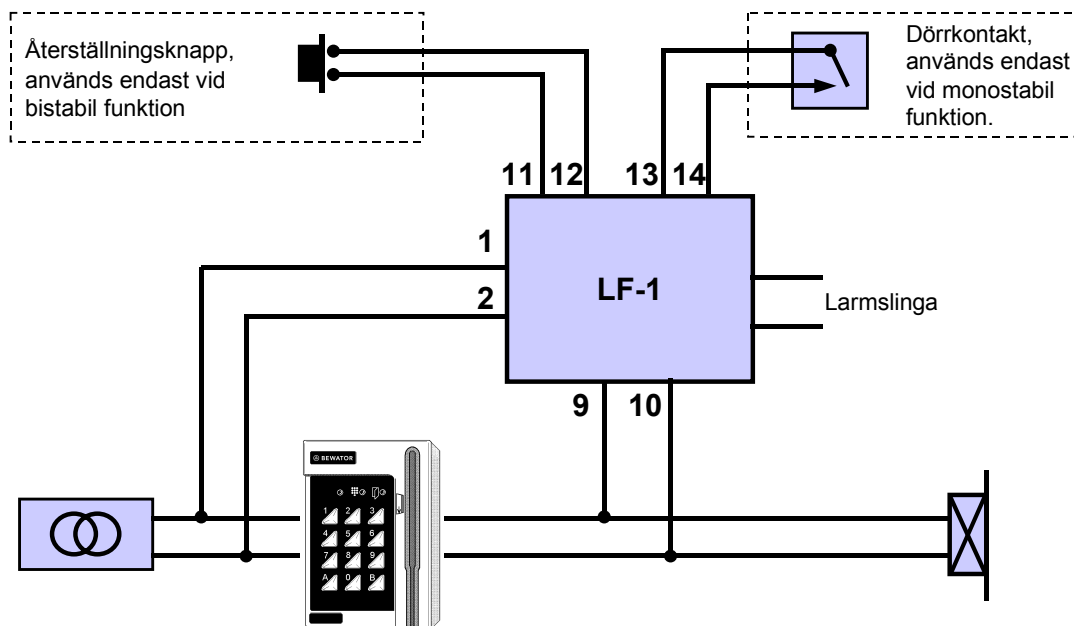 Återställningsknapp,
används endast vid
bistabil funktion
Dörrkontakt,
används endast
vid monostabil
funktion.
11 12 13 14
1
2
LF-1
Larmslinga
9 10
BEWATOR
1 2 3
4 5 6
7 8 9
A 0 B